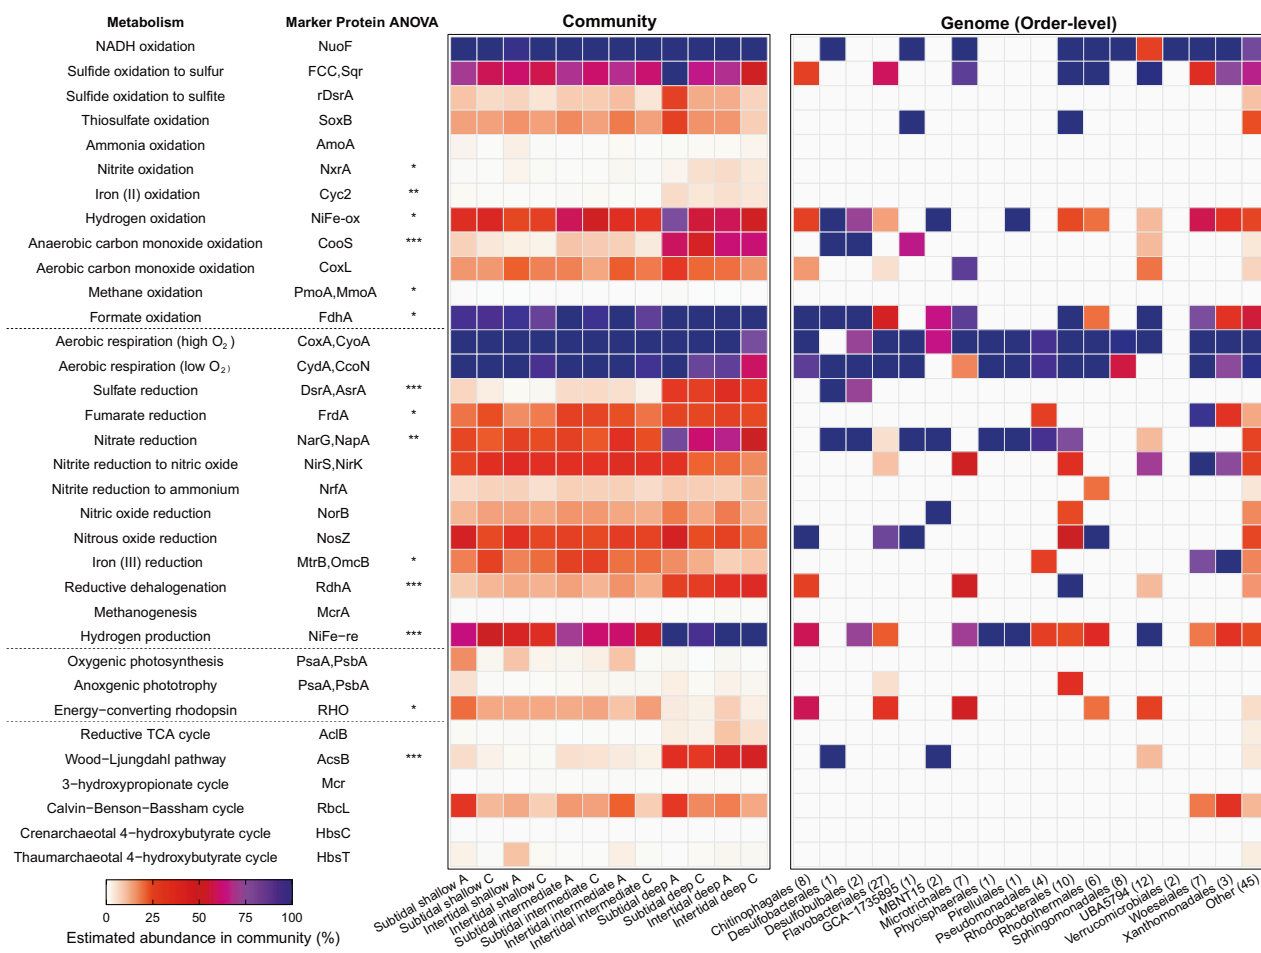 Metabolism Marker Protein ANOVA Community Genome (Order-level)
NADH oxidation NuoF
Sulfide oxidation to sulfur FCC,Sqr
Sulfide oxidation to sulfite rDsrA
Thiosulfate oxidation SoxB
Ammonia oxidation AmoA
Nitrite oxidation NxrA *
Iron (II) oxidation Cyc2 **
Hydrogen oxidation NiFe-ox *
Anaerobic carbon monoxide oxidation CooS ***
Aerobic carbon monoxide oxidation CoxL
Methane oxidation PmoA,MmoA *
Formate oxidation FdhA *
Aerobic respiration (high O₂) CoxA,CyoA
Aerobic respiration (low O₂) CydA,CcoN
Sulfate reduction DsrA,AsrA ***
Fumarate reduction FrdA *
Nitrate reduction NarG,NapA **
Nitrite reduction to nitric oxide NirS,NirK
Nitrite reduction to ammonium NrfA
Nitric oxide reduction NorB
Nitrous oxide reduction NosZ
Iron (III) reduction MtrB,OmcB *
Reductive dehalogenation RdhA ***
Methanogenesis McrA
Hydrogen production NiFe−re ***
Oxygenic photosynthesis PsaA,PsbA
Anoxgenic phototrophy PsaA,PsbA
Energy-converting rhodopsin RHO *
Reductive TCA cycle AclB
Wood−Ljungdahl pathway AcsB ***
3−hydroxypropionate cycle Mcr
Calvin−Benson−Bassham cycle RbcL
Crenarchaeotal 4−hydroxybutyrate cycle HbsC
Thaumarchaeotal 4−hydroxybutyrate cycle HbsT
0 25 50 75 100
Estimated abundance in community (%)
Subtidal shallow A
Subtidal shallow C
Intertidal shallow A
Intertidal shallow C
Subtidal intermediate A
Subtidal intermediate C
Intertidal intermediate A
Intertidal intermediate C
Subtidal deep A
Subtidal deep C
Intertidal deep A
Intertidal deep C
Chitinophagales (8)
Desulfobacterales (1)
Desulfobulbales (2)
Flavobacteriales (27)
GCA−1735895 (1)
MBNT15 (2)
Microtrichales (7)
Phycisphaerales (1)
Pirellulales (1)
Pseudomonadales (4)
Rhodobacterales (10)
Rhodothermales (6)
Sphingomonadales (8)
UBA5794 (12)
Verrucomicrobiales (2)
Woeseiales (7)
Xanthomonadales (3)
Other (45)